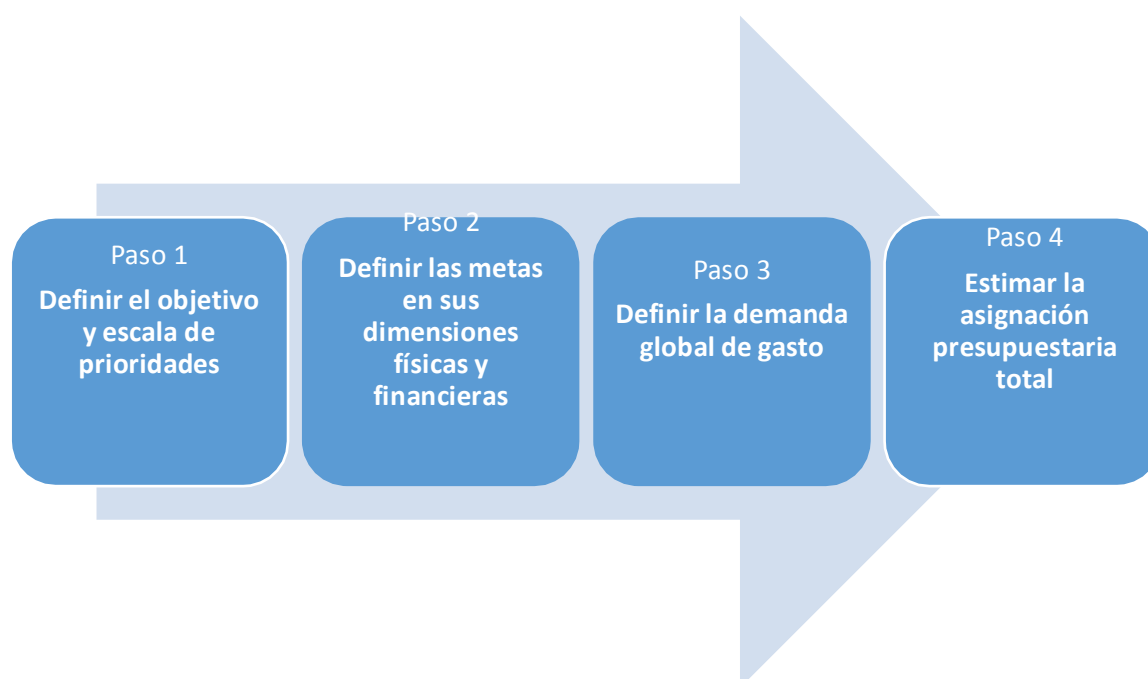 Paso 1
Definir el objetivo
y escala de
prioridades
Paso 2
Definir las metas
en sus
dimensiones
físicas y
financieras
Paso 3
Definir la demanda
global de gasto
Paso 4
Estimar la
asignación
presupuestaria
total